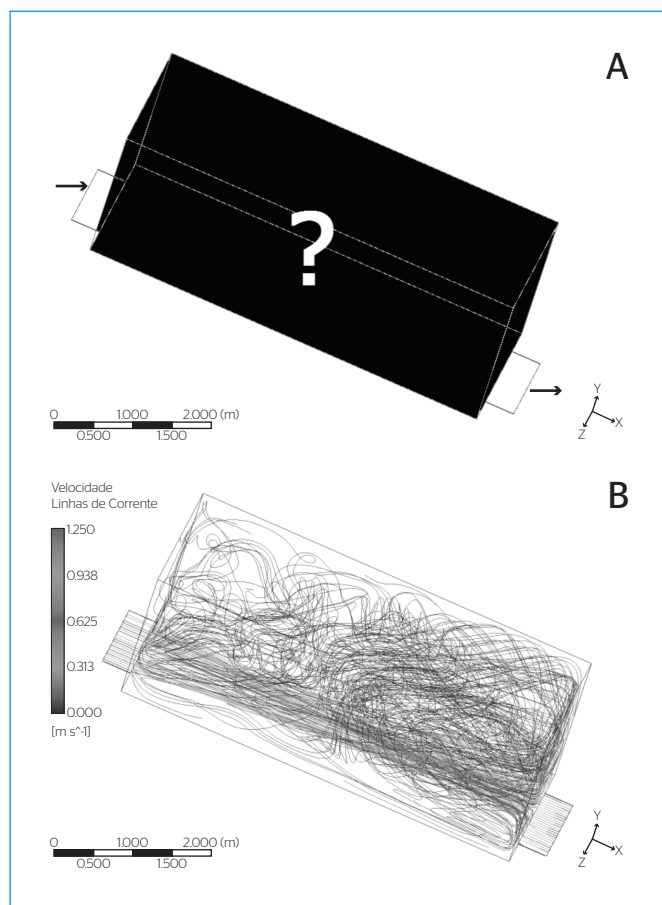 A
?
0 1.000 2.000 (m)
0.500 1.500
Y
X
Z
B
Velocidade
Linhas de Corrente
1.250
0.938
0.625
0.313
0.000
[m s^-1]
0 1.000 2.000 (m)
0.500 1.500
Y
X
Z